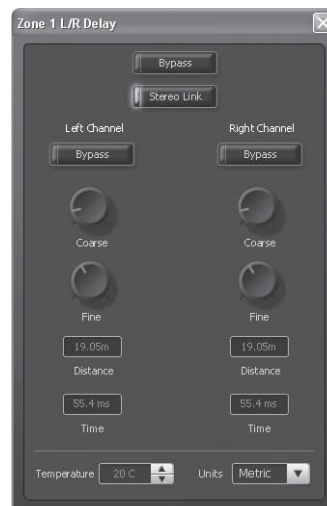 Zone 1 L/R Delay
Bypass
Stereo Link
Left Channel Right Channel
Bypass Bypass
Coarse Coarse
Fine Fine
19.05m 19.05m
Distance Distance
55.4 ms 55.4 ms
Time Time
Temperature 20 C Units Metric